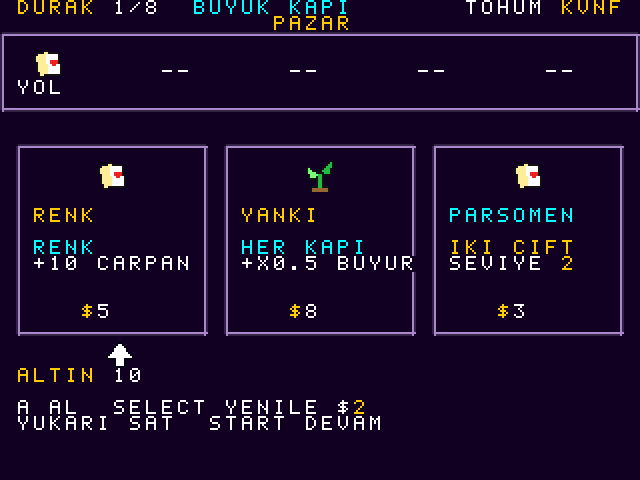 DURAK 1/8 BUYUK KAPI TOHUM KVNF
PAZAR
-- -- -- --
YOL
RENK YANKI PARSOMEN
RENK HER KAPI IKI CIFT
+10 CARPAN +X0.5 BUYUR SEVIYE 2
$5 $8 $3
ALTIN 10
A AL SELECT YENILE $2
YUKARI SAT START DEVAM